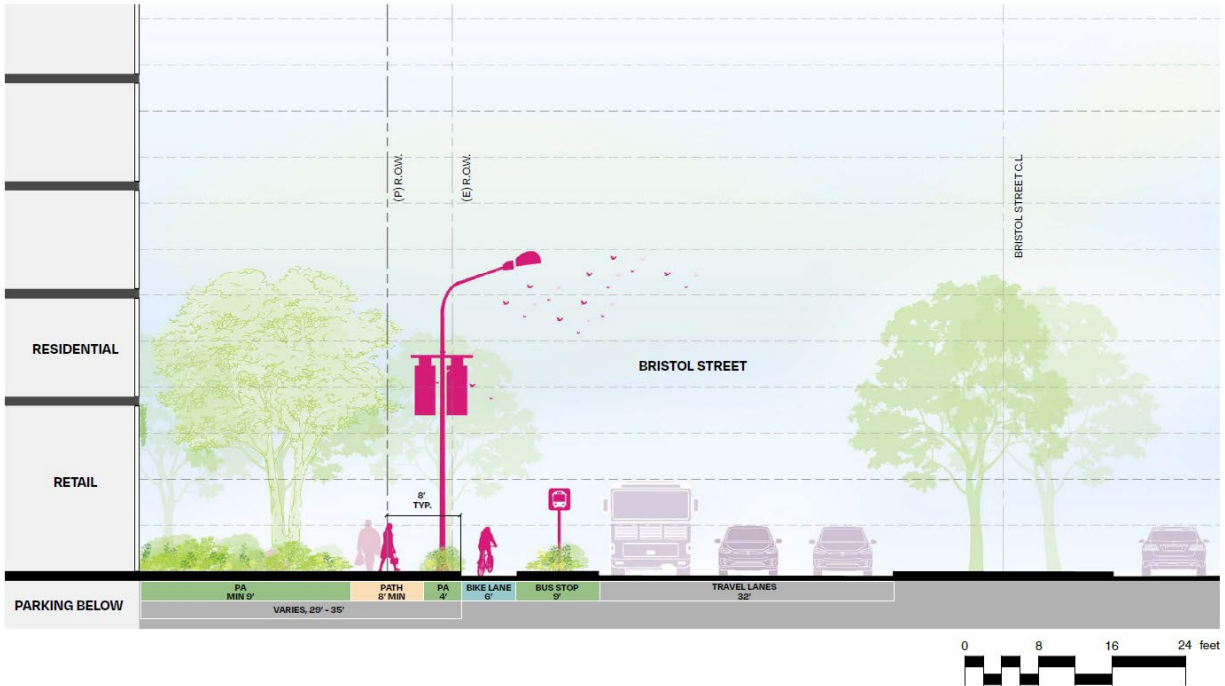 (P) R.O.W.
(E) R.O.W.
BRISTOL STREET C.L.
RESIDENTIAL
BRISTOL STREET
RETAIL
8'
TYP.
PARKING BELOW
PA
MIN 9'
PATH
8' MIN
PA
4'
BIKE LANE
6'
BUS STOP
9'
TRAVEL LANES
32'
VARIES, 29' - 35'
0 8 16 24 feet